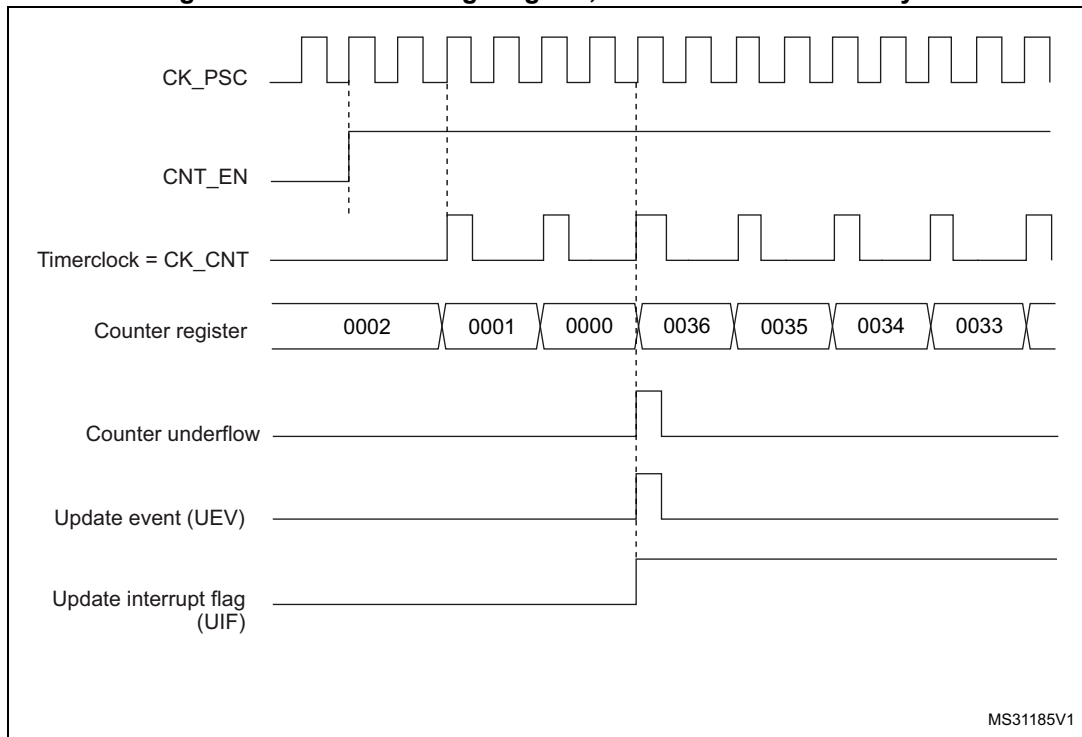 CK_PSC
CNT_EN
Timerclock = CK_CNT
Counter register 0002 0001 0000 0036 0035 0034 0033
Counter underflow
Update event (UEV)
Update interrupt flag
(UIF)
MS31185V1